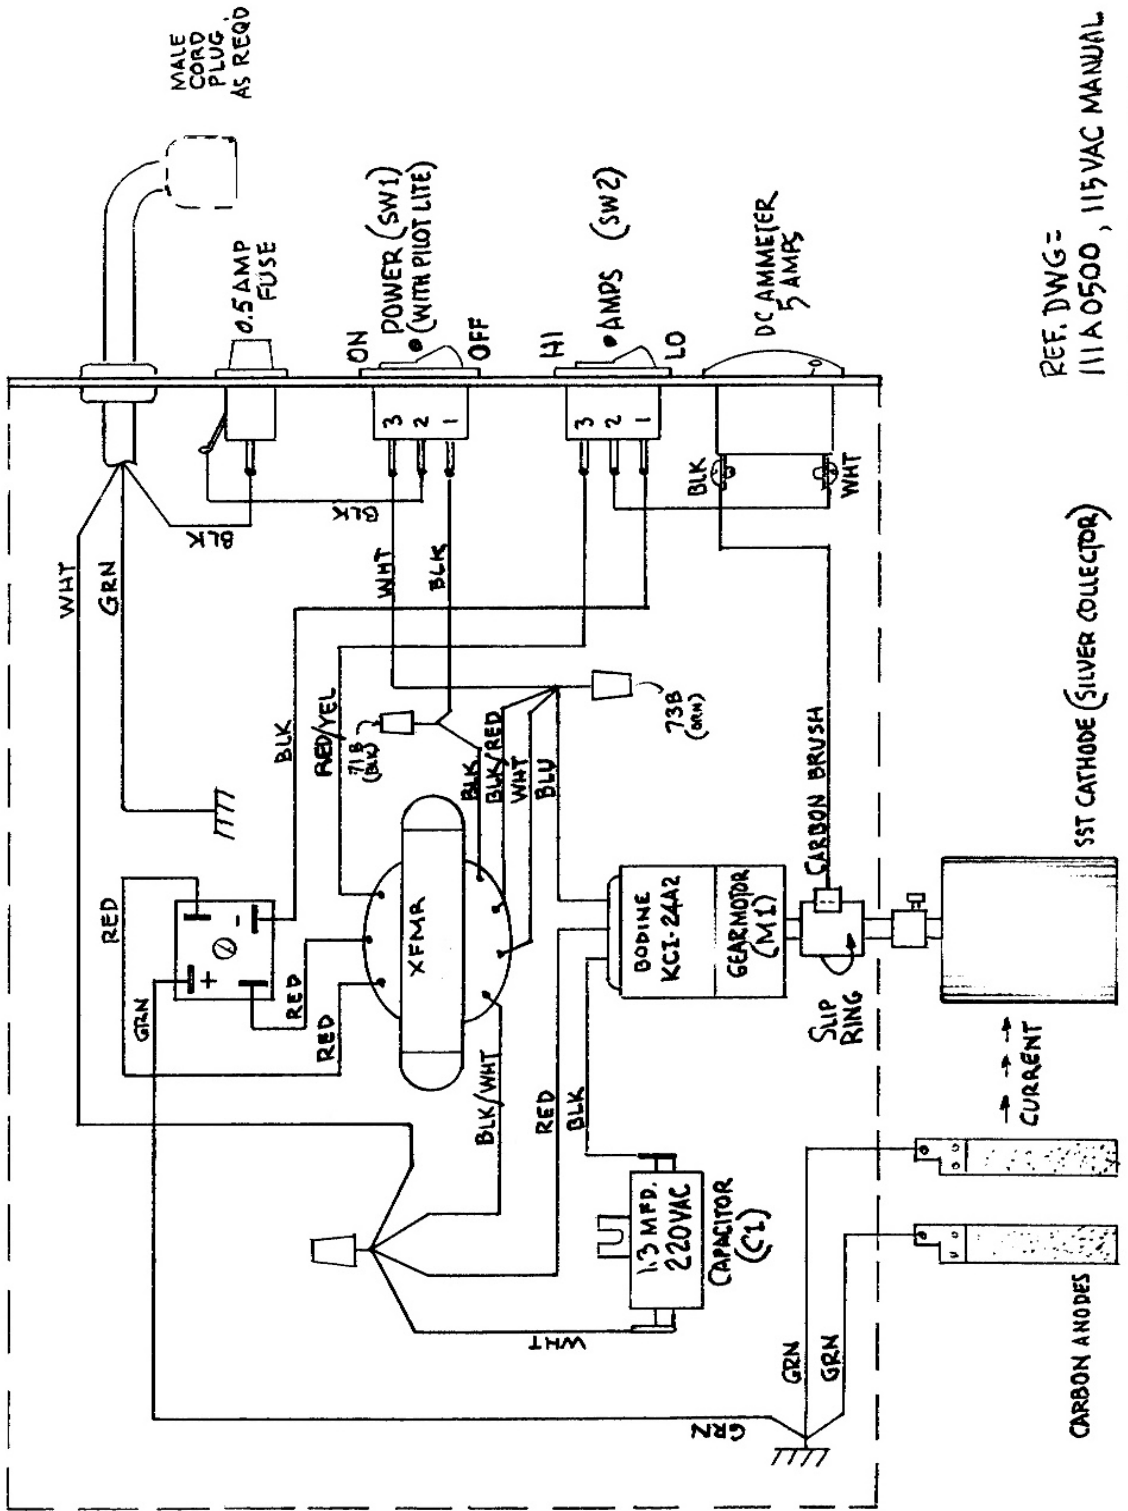 MALE
CORD
PLUG,
AS REQD
0.5 AMP
FUSE
ON
OFF
POWER (SW1)
(WITH PILOT LITE)
3
2
1
HI
LO
AMPS (SW2)
3
2
1
DC AMMETER
5 AMPS
BLK
WHT
REF. DWG=
111A0500, 115VAC MANUAL
WHT
GRN
BLK
BLK
WHT
BLK
BLK
RED/YEL
71B
(BLK)
73B
(ORN)
BLK
BLK/RED
WHT
BLU
RED
+
-
GRN
RED
RED
XFMR
BLK/WHT
RED
BLK
BODINE
KCI-24A2
GEARMOTOR
(M1)
CARBON BRUSH
SLIP
RING
SST CATHODE (SILVER COLLECTOR)
CURRENT
1.3 MFD.
220VAC
CAPACITOR
(C1)
WHT
GRN
GRN
GRN
CARBON ANODES